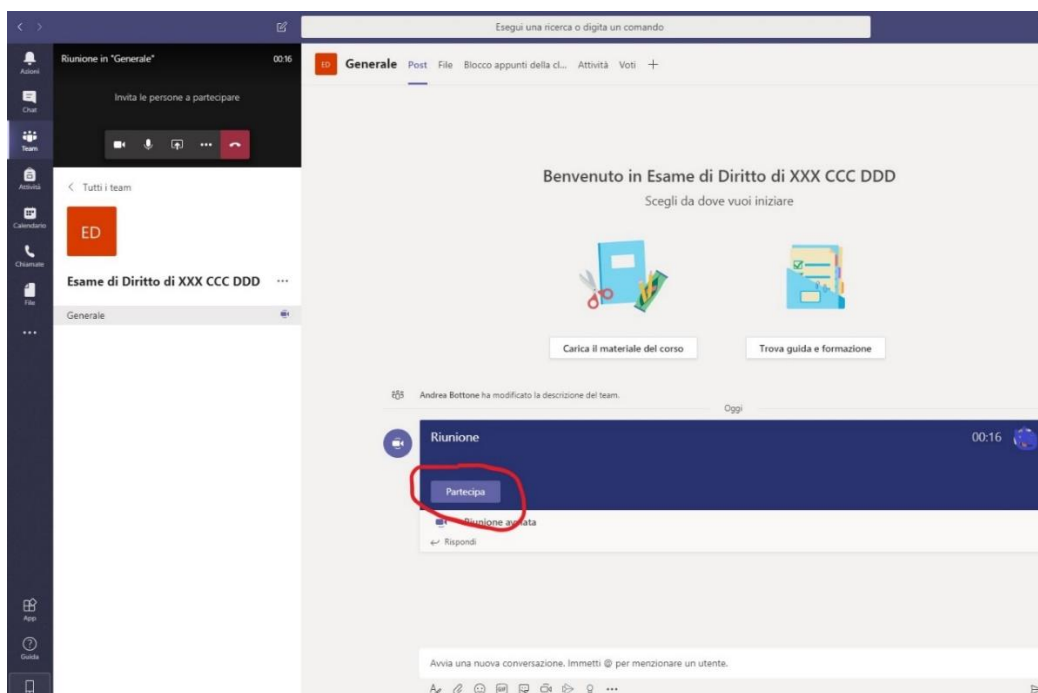 Esegui una ricerca o digita un comando
Azioni
Chat
Team
Attività
Calendario
Chiamate
File
App
Guida
Riunione in "Generale" 00:16
Invita le persone a partecipare
Tutti i team
ED
Esame di Diritto di XXX CCC DDD
Generale
ED Generale Post File Blocco appunti della cl... Attività Voti +
Benvenuto in Esame di Diritto di XXX CCC DDD
Scegli da dove vuoi iniziare
Carica il materiale del corso Trova guida e formazione
Andrea Bottone ha modificato la descrizione del team.
Oggi
Riunione 00:16
Partecipa
Riunione avviata
Rispondi
Avvia una nuova conversazione. Immetti @ per menzionare un utente.